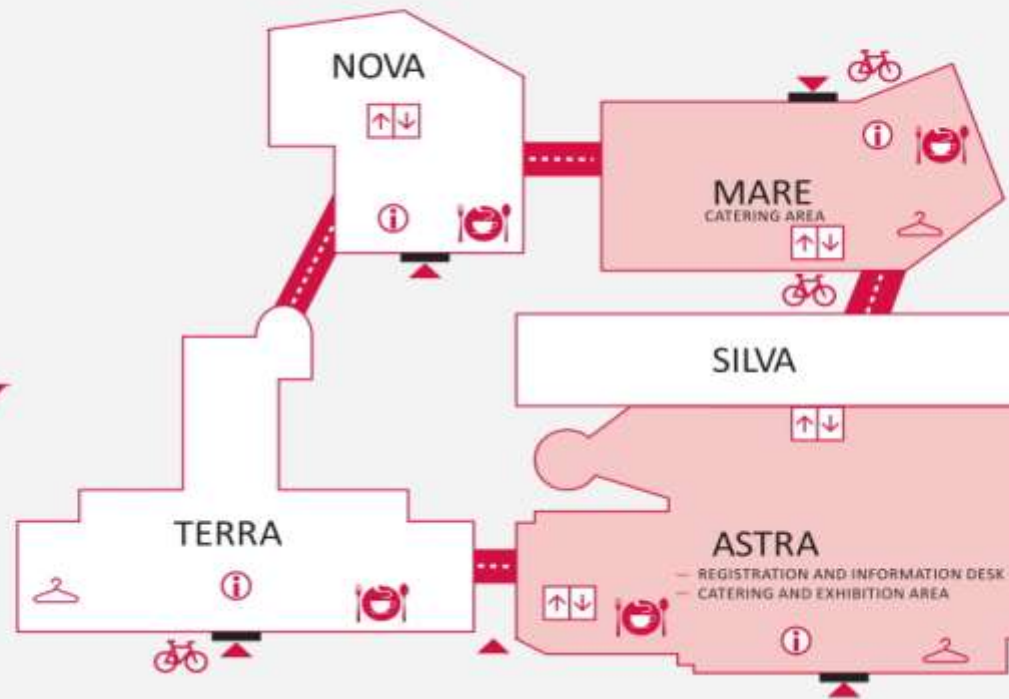 NOVA
MARE
CATERING AREA
SILVA
TERRA
ASTRA
— REGISTRATION AND INFORMATION DESK
— CATERING AND EXHIBITION AREA